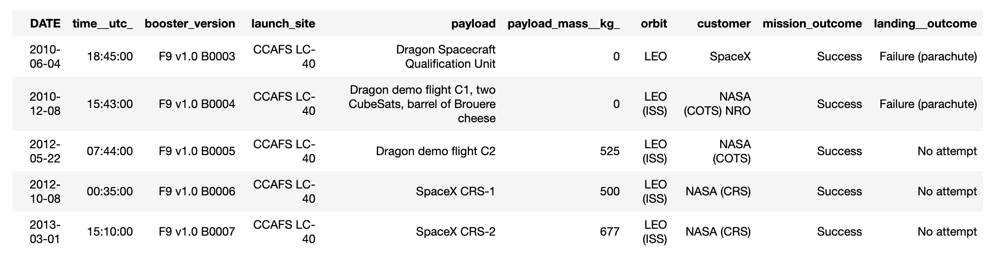 DATE time__utc_ booster_version launch_site payload payload_mass__kg_ orbit customer mission_outcome landing__outcome
2010-06-04 18:45:00 F9 v1.0 B0003 CCAFS LC-40 Dragon Spacecraft Qualification Unit 0 LEO SpaceX Success Failure (parachute)
2010-12-08 15:43:00 F9 v1.0 B0004 CCAFS LC-40 Dragon demo flight C1, two CubeSats, barrel of Brouere cheese 0 LEO (ISS) NASA (COTS) NRO Success Failure (parachute)
2012-05-22 07:44:00 F9 v1.0 B0005 CCAFS LC-40 Dragon demo flight C2 525 LEO (ISS) NASA (COTS) Success No attempt
2012-10-08 00:35:00 F9 v1.0 B0006 CCAFS LC-40 SpaceX CRS-1 500 LEO (ISS) NASA (CRS) Success No attempt
2013-03-01 15:10:00 F9 v1.0 B0007 CCAFS LC-40 SpaceX CRS-2 677 LEO (ISS) NASA (CRS) Success No attempt